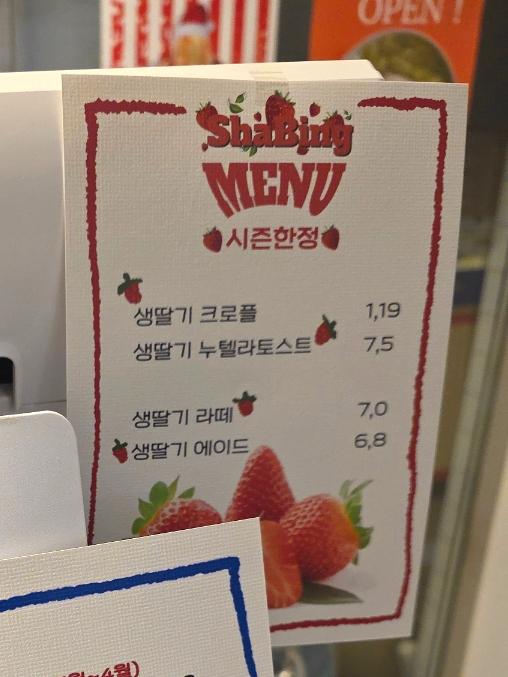 OPEN !
ShaBing
MENU
시즌한정
생딸기 크로플 1,19
생딸기 누텔라토스트 7,5
생딸기 라떼 7,0
생딸기 에이드 6,8
~4월)